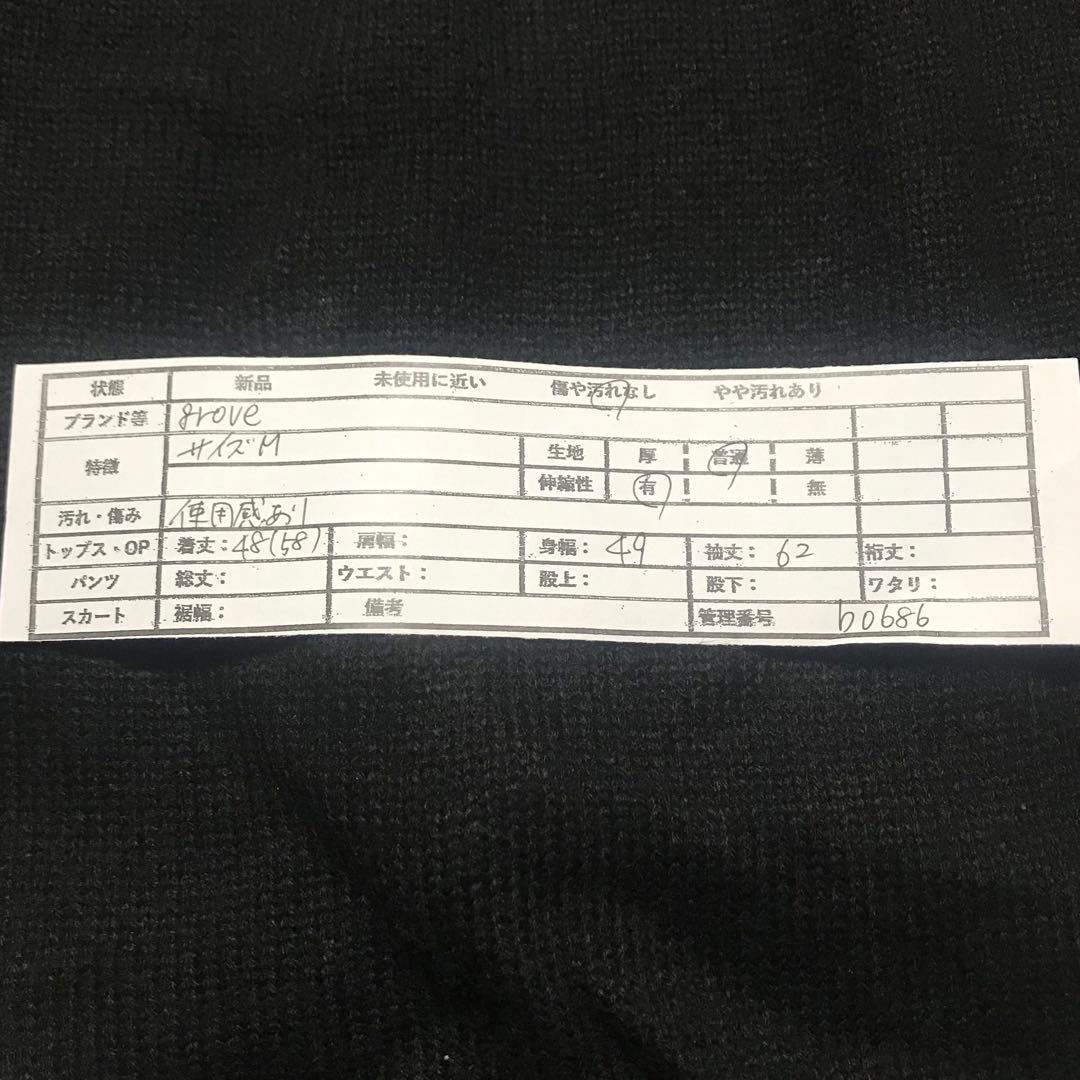 状態 新品 未使用に近い 傷や汚れなし やや汚れあり
ブランド等 grove
特徴 サイズM 生地 厚 普通 薄
伸縮性 有 無
汚れ・傷み 使用感あり
トップス・OP 着丈:48(58) 肩幅: 身幅:49 袖丈:62 裄丈:
パンツ 総丈: ウエスト: 股上: 股下: ワタリ:
スカート 裾幅: 備考 管理番号 b0686